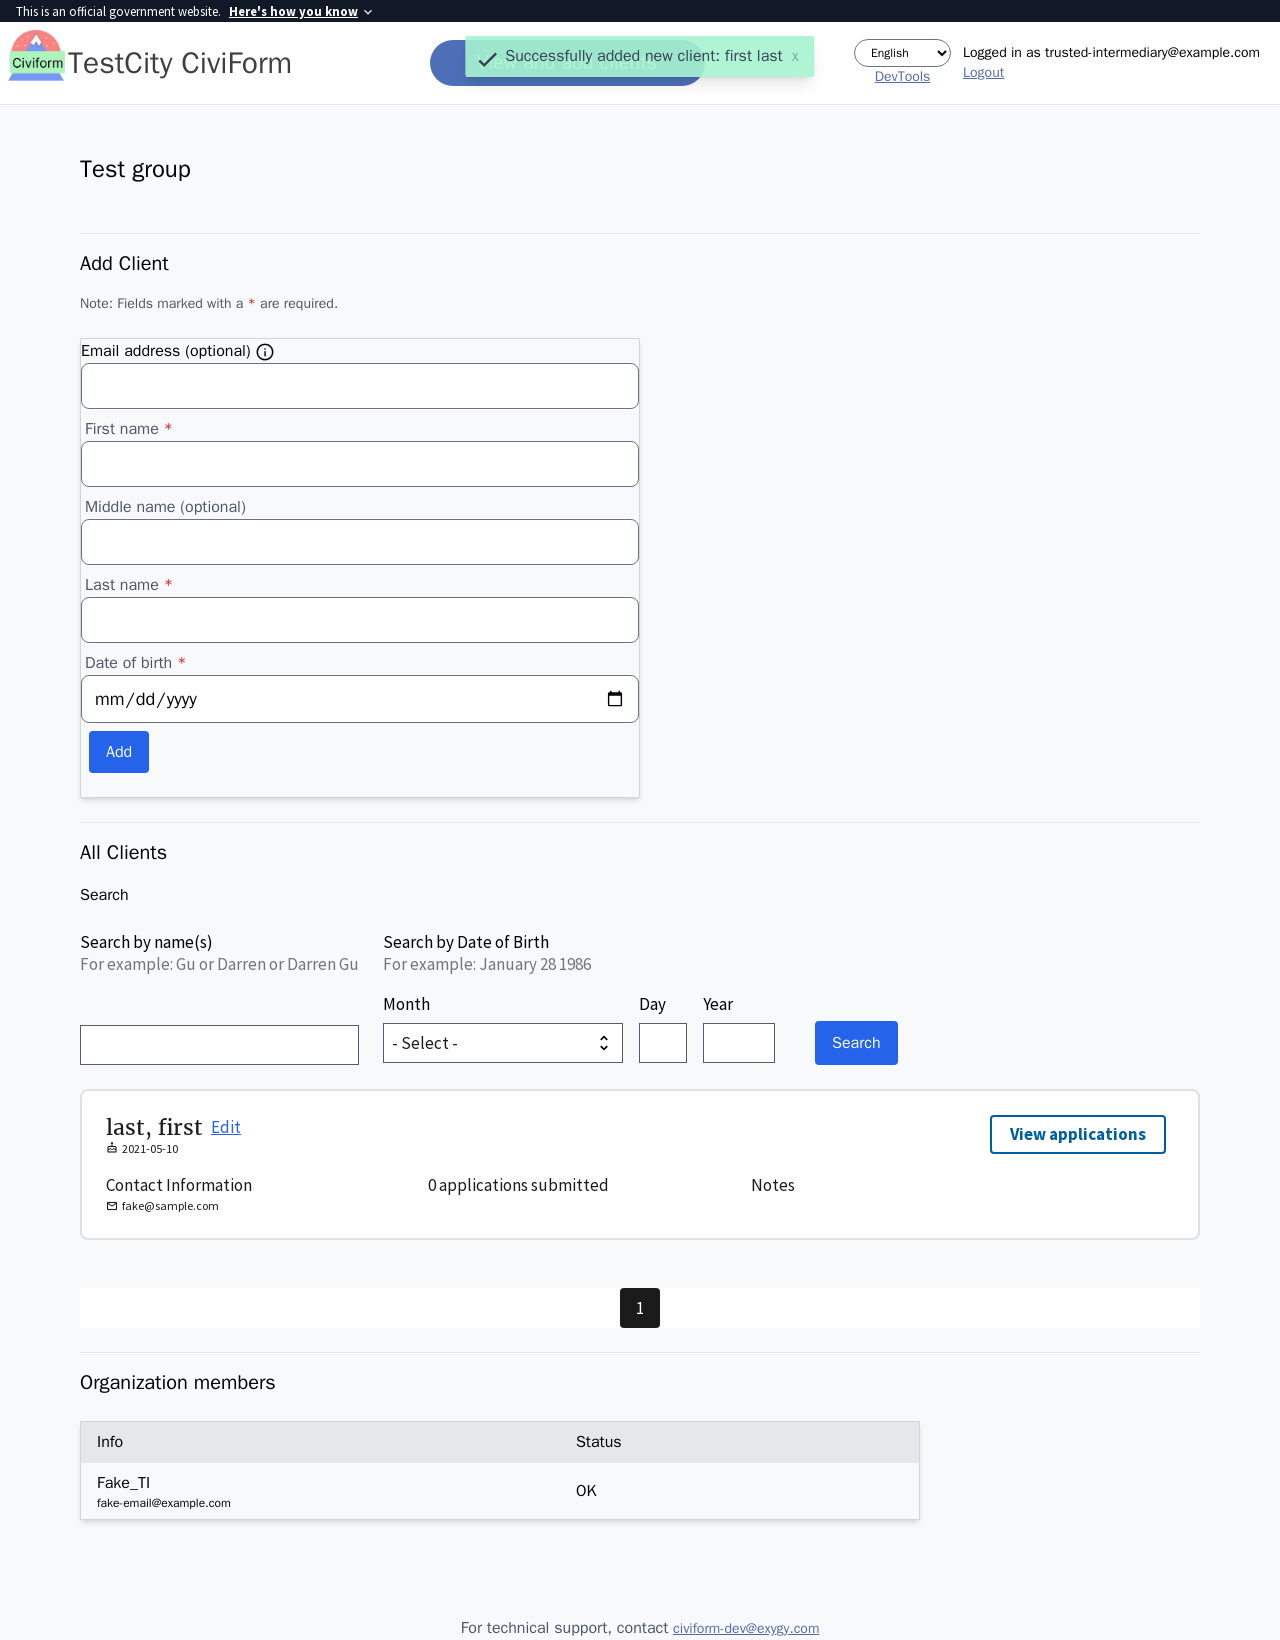 This is an official government website. Here's how you know
Civiform
TestCity CiviForm
View and add clients
Successfully added new client: first last x
English
Logged in as trusted-intermediary@example.com
DevTools
Logout
Test group
Add Client
Note: Fields marked with a * are required.
Email address (optional)
First name *
Middle name (optional)
Last name *
Date of birth *
mm/dd/yyyy
Add
All Clients
Search
Search by name(s)
For example: Gu or Darren or Darren Gu
Search by Date of Birth
For example: January 28 1986
Month
Day
Year
- Select -
Search
last, first Edit
2021-05-10
View applications
Contact Information
0 applications submitted
Notes
fake@sample.com
1
Organization members
Info
Status
Fake_TI
fake-email@example.com
OK
For technical support, contact civiform-dev@exygy.com